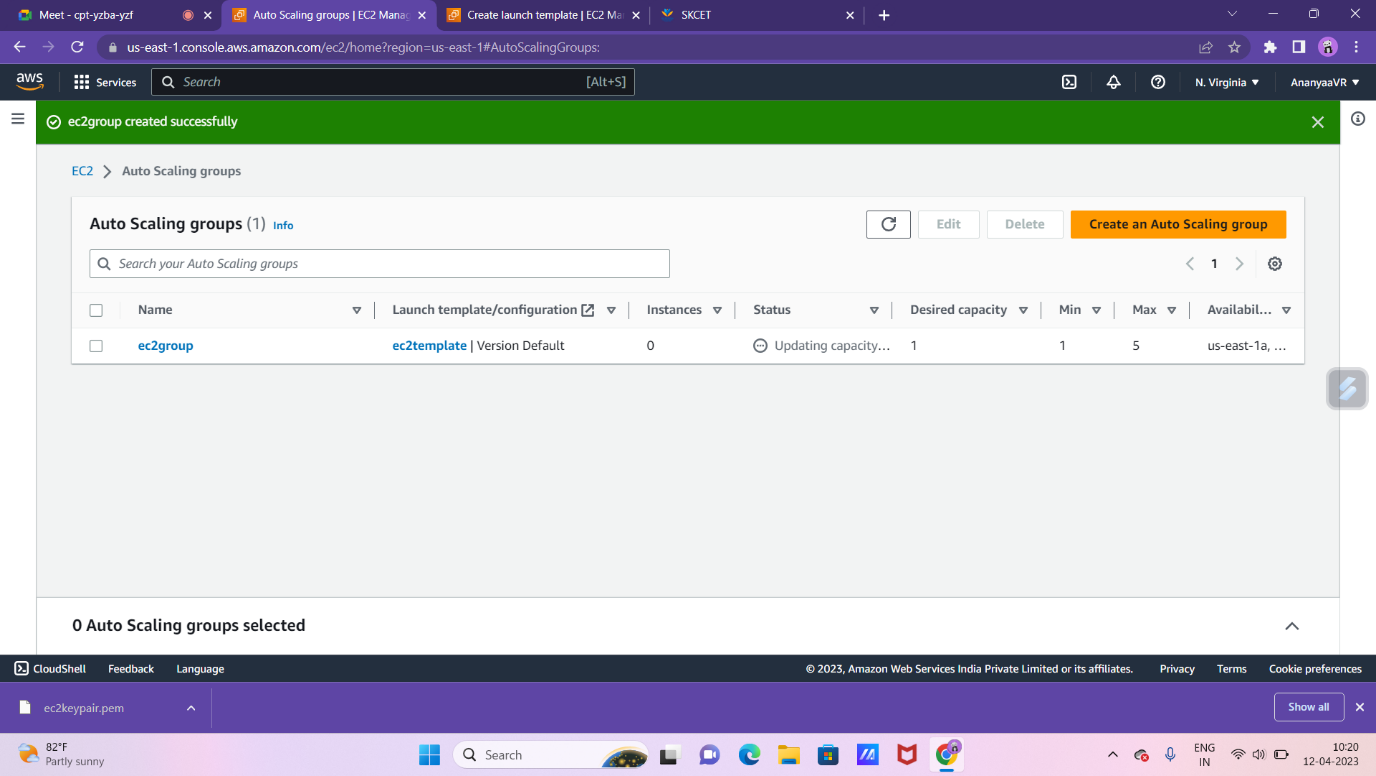 Meet - cpt-yzba-yzf
Auto Scaling groups | EC2 Manag
Create launch template | EC2 Ma
SKCET
us-east-1.console.aws.amazon.com/ec2/home?region=us-east-1#AutoScalingGroups:
aws
Services
Search
[Alt+S]
N. Virginia
AnanyaaVR
ec2group created successfully
EC2 > Auto Scaling groups
Auto Scaling groups (1) Info
Edit
Delete
Create an Auto Scaling group
Search your Auto Scaling groups
1
Name Launch template/configuration Instances Status Desired capacity Min Max Availabil...
ec2group ec2template | Version Default 0 Updating capacity... 1 1 5 us-east-1a, ...
0 Auto Scaling groups selected
CloudShell Feedback Language © 2023, Amazon Web Services India Private Limited or its affiliates. Privacy Terms Cookie preferences
ec2keypair.pem
Show all
82°F
Partly sunny
Search
ENG
IN
10:20
12-04-2023